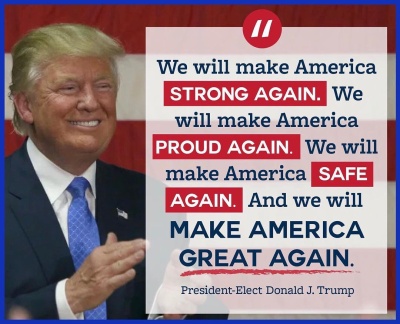 "
We will make America
STRONG AGAIN. We
will make America
PROUD AGAIN. We will
make America SAFE
AGAIN. And we will
MAKE AMERICA
GREAT AGAIN.
President-Elect Donald J. Trump